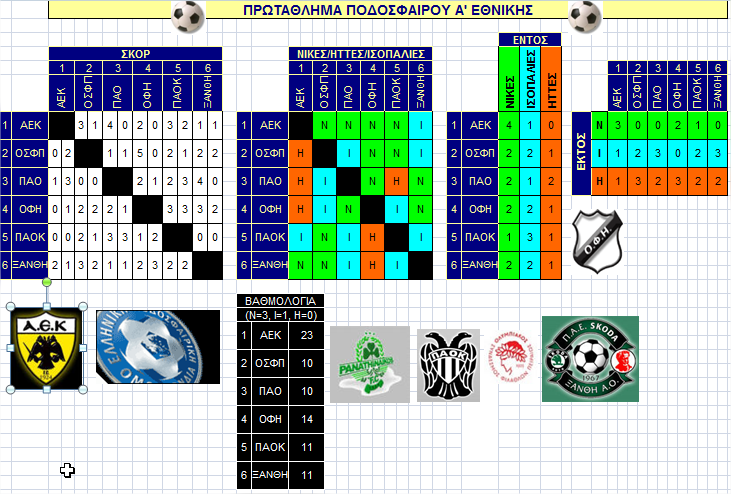 ΠΡΩΤΑΘΛΗΜΑ ΠΟΔΟΣΦΑΙΡΟΥ Α' ΕΘΝΙΚΗΣ
ΣΚΟΡ
1 2 3 4 5 6
ΑΕΚ ΟΣΦΠ ΠΑΟ ΟΦΗ ΠΑΟΚ ΞΑΝΘΗ
1 ΑΕΚ 3 1 4 0 2 0 3 2 1 1
2 ΟΣΦΠ 0 2 1 1 5 0 2 1 2 2
3 ΠΑΟ 1 3 0 0 2 1 2 3 4 0
4 ΟΦΗ 0 1 2 2 2 1 3 3 3 2
5 ΠΑΟΚ 0 0 2 1 3 3 1 2 0 0
6 ΞΑΝΘΗ 2 1 3 2 1 1 2 3 2 2
ΝΙΚΕΣ/ΗΤΤΕΣ/ΙΣΟΠΑΛΙΕΣ
1 2 3 4 5 6
ΑΕΚ ΟΣΦΠ ΠΑΟ ΟΦΗ ΠΑΟΚ ΞΑΝΘΗ
1 ΑΕΚ Ν Ν Ν Ν Ι
2 ΟΣΦΠ Η Ι Ν Ι Ι
3 ΠΑΟ Η Ι Ν Η Ν
4 ΟΦΗ Η Ι Ν Ι Ν
5 ΠΑΟΚ Ι Ν Ι Η Ι
6 ΞΑΝΘΗ Ν Ν Ι Ι Ι
ΕΝΤΟΣ
ΝΙΚΕΣ ΙΣΟΠΑΛΙΕΣ ΗΤΤΕΣ
1 ΑΕΚ 4 1 0
2 ΟΣΦΠ 2 2 1
3 ΠΑΟ 2 1 2
4 ΟΦΗ 2 2 1
5 ΠΑΟΚ 1 3 1
6 ΞΑΝΘΗ 2 2 1
1 2 3 4 5 6
ΑΕΚ ΟΣΦΠ ΠΑΟ ΟΦΗ ΠΑΟΚ ΞΑΝΘΗ
ΕΚΤΟΣ
Ν 3 0 0 2 1 0
Ι 1 2 3 0 2 3
Η 1 3 2 3 2 2
Ο.Φ.Η.
Α.Ε.Κ
1924
ΒΑΘΜΟΛΟΓΙΑ
(Ν=3, Ι=1, Η=0)
1 ΑΕΚ 23
2 ΟΣΦΠ 10
3 ΠΑΟ 10
4 ΟΦΗ 14
5 ΠΑΟΚ 11
6 ΞΑΝΘΗ 11
ΠΑΟΚ
Π.Α.Ε. SKODA
1967
ΞΑΝΘΗ Α.Ο.